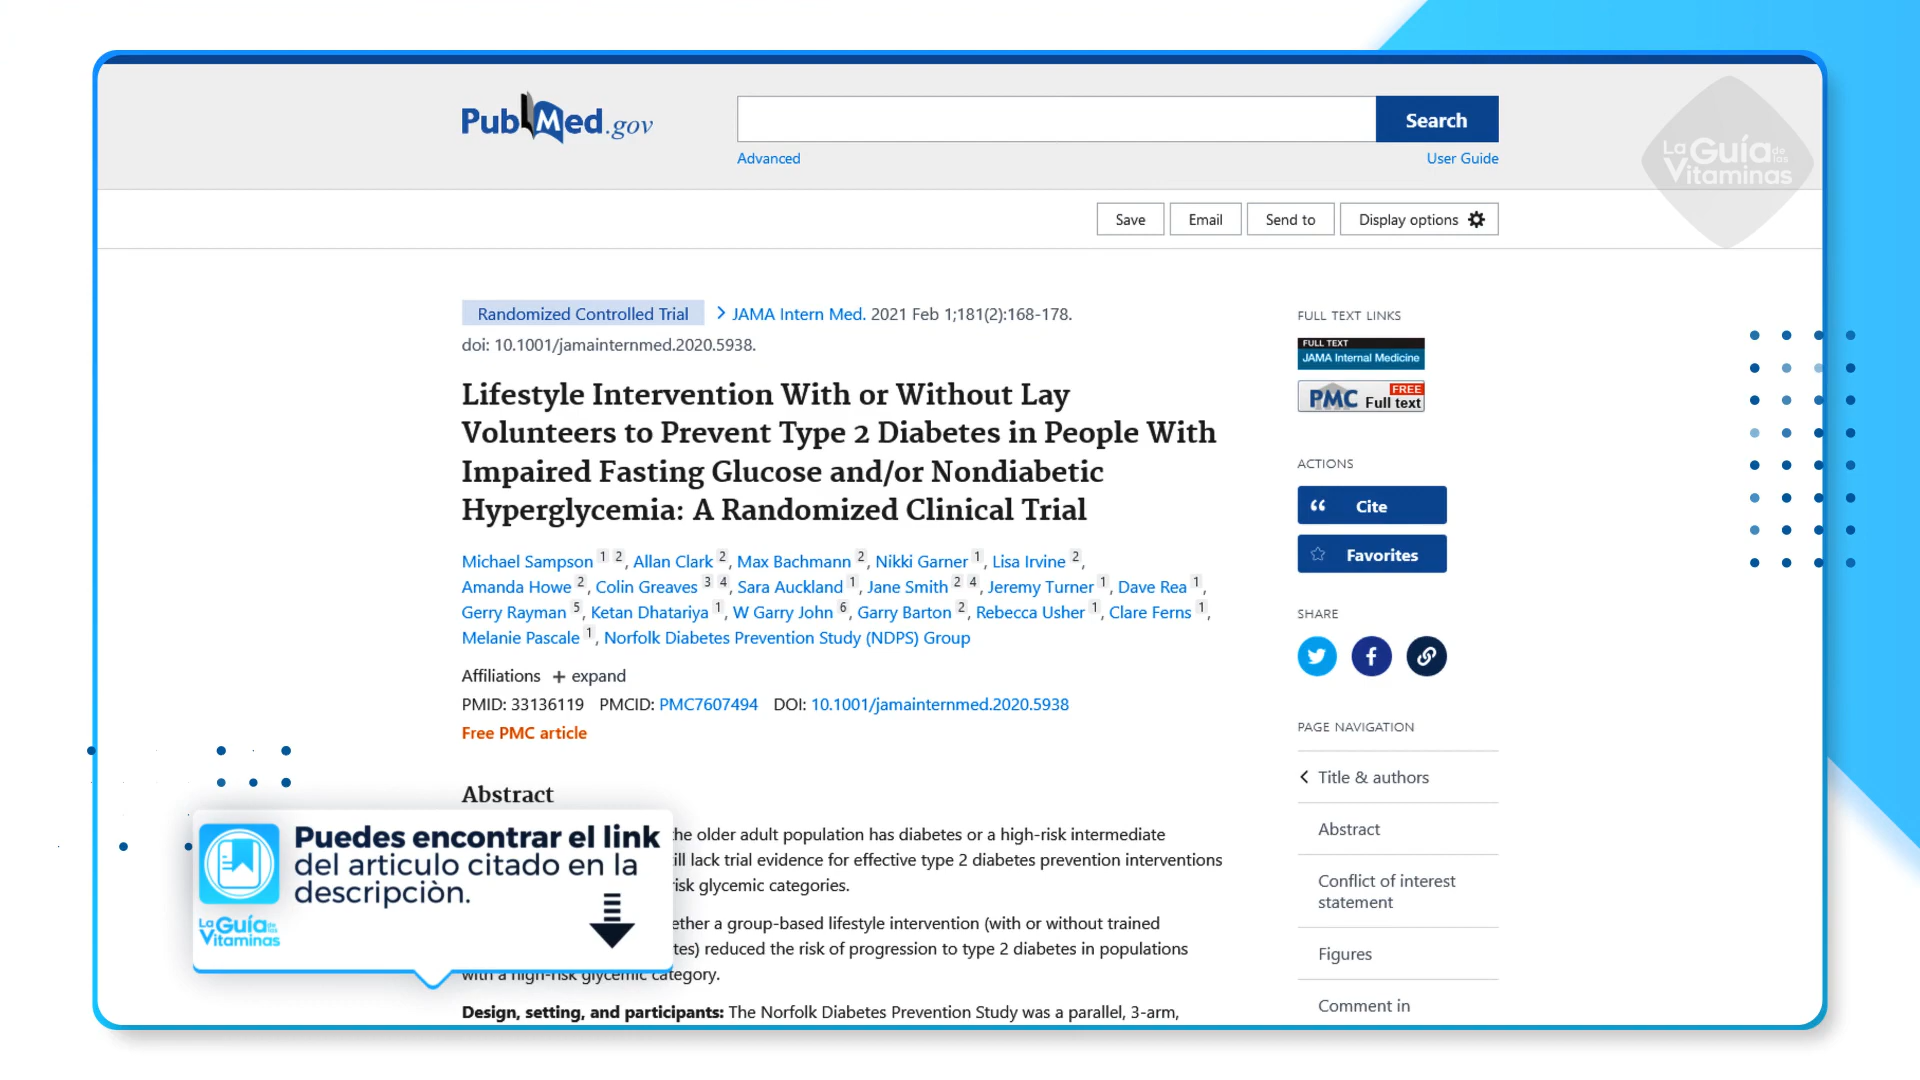 PubMed.gov
Search
Advanced
User Guide
La Guía de las Vitaminas
Save
Email
Send to
Display options
Randomized Controlled Trial
JAMA Intern Med. 2021 Feb 1;181(2):168-178.
doi: 10.1001/jamainternmed.2020.5938.
Lifestyle Intervention With or Without Lay
Volunteers to Prevent Type 2 Diabetes in People With
Impaired Fasting Glucose and/or Nondiabetic
Hyperglycemia: A Randomized Clinical Trial
Michael Sampson 1 2, Allan Clark 2, Max Bachmann 2, Nikki Garner 1, Lisa Irvine 2,
Amanda Howe 2, Colin Greaves 3 4, Sara Auckland 1, Jane Smith 2 4, Jeremy Turner 1, Dave Rea 1,
Gerry Rayman 5, Ketan Dhatariya 1, W Garry John 6, Garry Barton 2, Rebecca Usher 1, Clare Ferns 1,
Melanie Pascale 1, Norfolk Diabetes Prevention Study (NDPS) Group
Affiliations + expand
PMID: 33136119 PMCID: PMC7607494 DOI: 10.1001/jamainternmed.2020.5938
Free PMC article
Abstract
he older adult population has diabetes or a high-risk intermediate
ill lack trial evidence for effective type 2 diabetes prevention interventions
risk glycemic categories.
ether a group-based lifestyle intervention (with or without trained
tes) reduced the risk of progression to type 2 diabetes in populations
with a high-risk glycemic category.
Design, setting, and participants: The Norfolk Diabetes Prevention Study was a parallel, 3-arm,
Puedes encontrar el link
del articulo citado en la
descripciòn.
La Guía de las Vitaminas
FULL TEXT LINKS
FULL TEXT
JAMA Internal Medicine
PMC FREE Full text
ACTIONS
Cite
Favorites
SHARE
PAGE NAVIGATION
Title & authors
Abstract
Conflict of interest
statement
Figures
Comment in